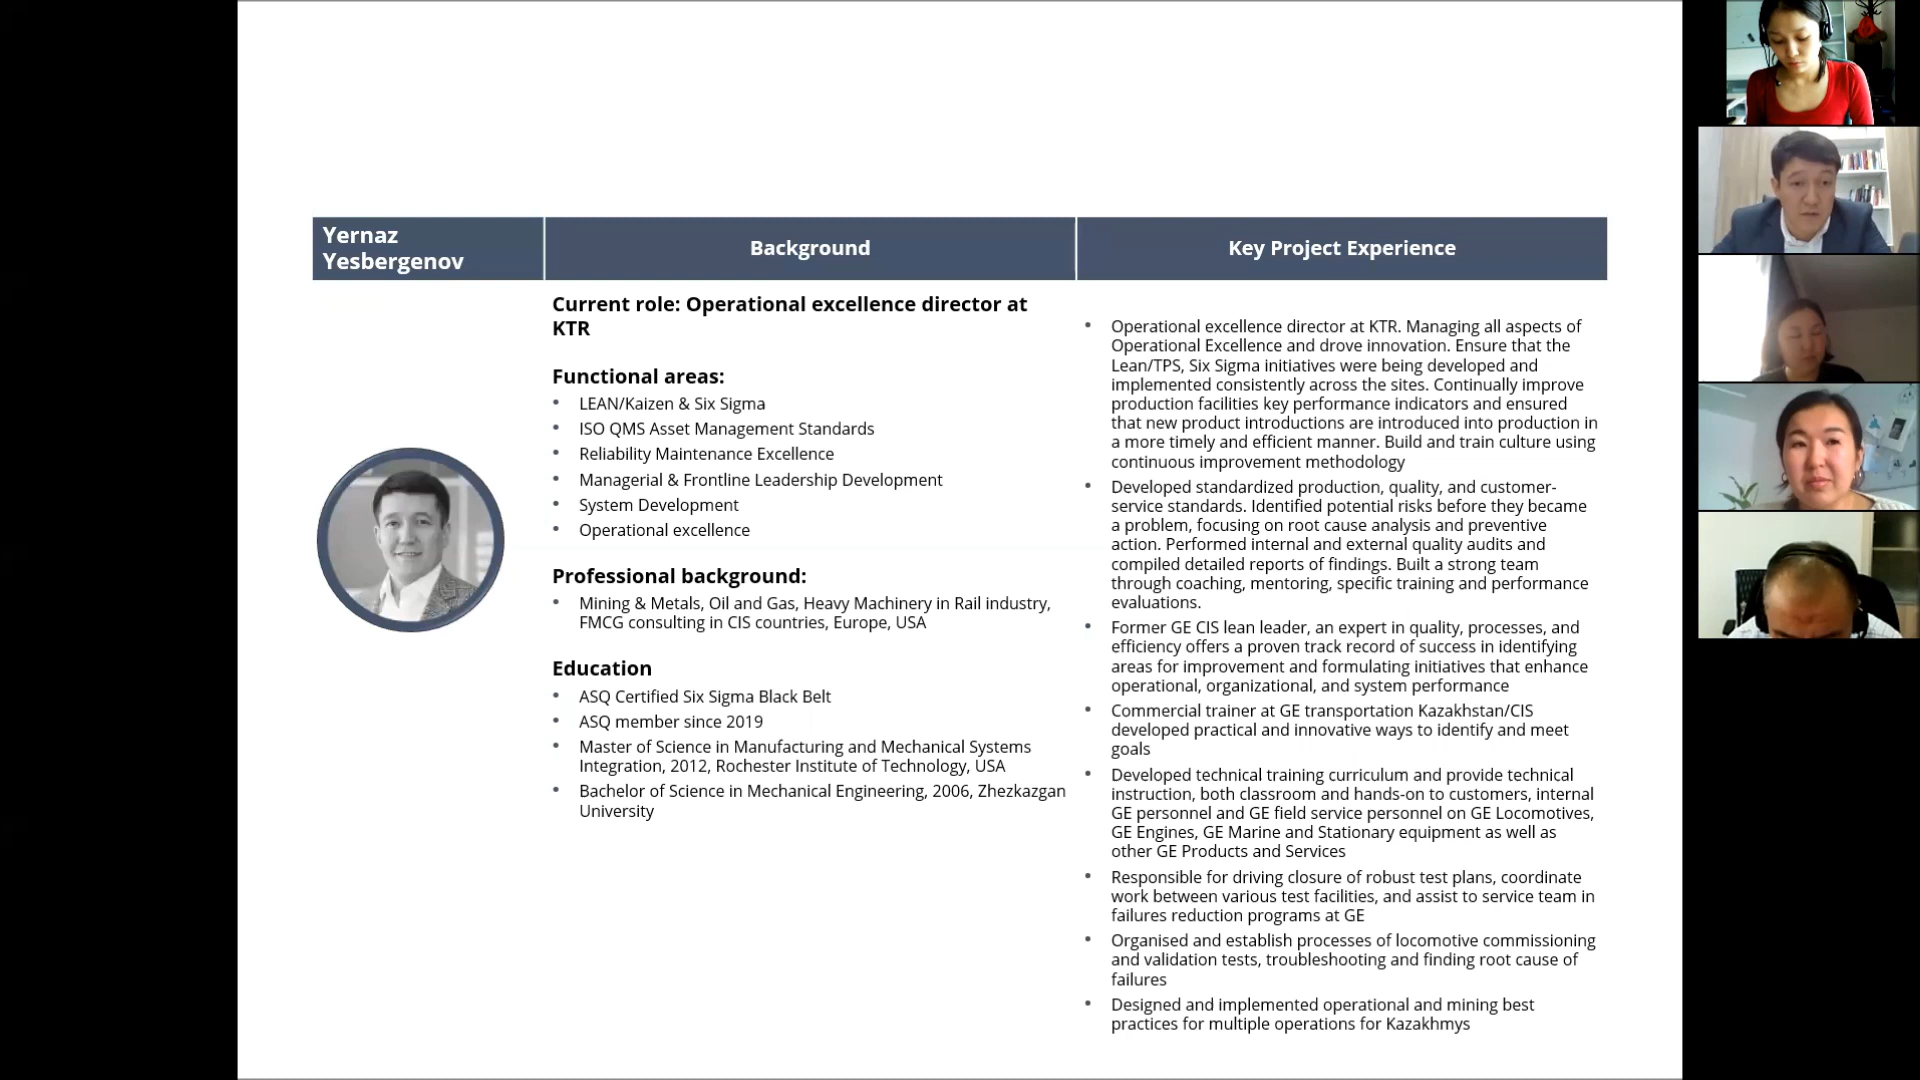 Yernaz
Yesbergenov
Background
Key Project Experience
Current role: Operational excellence director at
KTR
Functional areas:
• LEAN/Kaizen & Six Sigma
• ISO QMS Asset Management Standards
• Reliability Maintenance Excellence
• Managerial & Frontline Leadership Development
• System Development
• Operational excellence
Professional background:
• Mining & Metals, Oil and Gas, Heavy Machinery in Rail industry,
FMCG consulting in CIS countries, Europe, USA
Education
• ASQ Certified Six Sigma Black Belt
• ASQ member since 2019
• Master of Science in Manufacturing and Mechanical Systems
Integration, 2012, Rochester Institute of Technology, USA
• Bachelor of Science in Mechanical Engineering, 2006, Zhezkazgan
University
• Operational excellence director at KTR. Managing all aspects of
Operational Excellence and drove innovation. Ensure that the
Lean/TPS, Six Sigma initiatives were being developed and
implemented consistently across the sites. Continually improve
production facilities key performance indicators and ensured
that new product introductions are introduced into production in
a more timely and efficient manner. Build and train culture using
continuous improvement methodology
• Developed standardized production, quality, and customer-
service standards. Identified potential risks before they became
a problem, focusing on root cause analysis and preventive
action. Performed internal and external quality audits and
compiled detailed reports of findings. Built a strong team
through coaching, mentoring, specific training and performance
evaluations.
• Former GE CIS lean leader, an expert in quality, processes, and
efficiency offers a proven track record of success in identifying
areas for improvement and formulating initiatives that enhance
operational, organizational, and system performance
• Commercial trainer at GE transportation Kazakhstan/CIS
developed practical and innovative ways to identify and meet
goals
• Developed technical training curriculum and provide technical
instruction, both classroom and hands-on to customers, internal
GE personnel and GE field service personnel on GE Locomotives,
GE Engines, GE Marine and Stationary equipment as well as
other GE Products and Services
• Responsible for driving closure of robust test plans, coordinate
work between various test facilities, and assist to service team in
failures reduction programs at GE
• Organised and establish processes of locomotive commissioning
and validation tests, troubleshooting and finding root cause of
failures
• Designed and implemented operational and mining best
practices for multiple operations for Kazakhmys